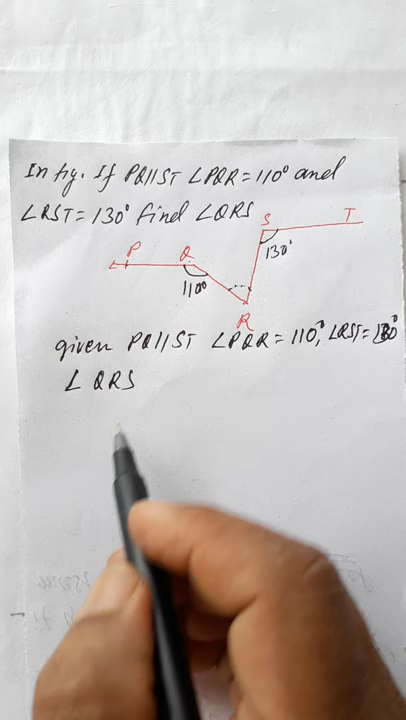 In fig. If PQ||ST ∠PQR = 110° and
∠RST = 130° find ∠QRS
S T
P Q
130°
110°
R
given PQ||ST ∠PQR = 110°, ∠RST = 130°
∠QRS